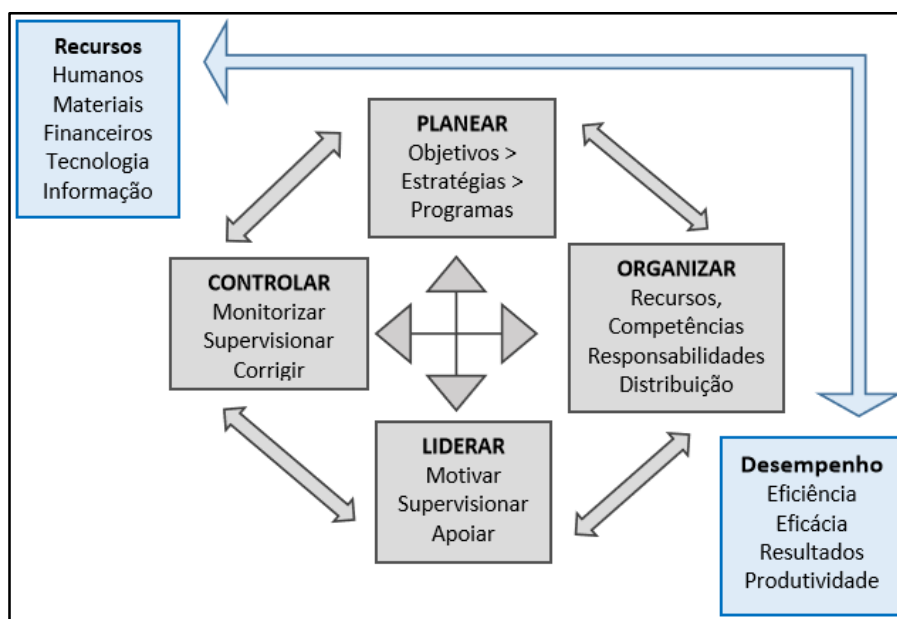 Recursos
Humanos
Materiais
Financeiros
Tecnologia
Informação
PLANEAR
Objetivos >
Estratégias >
Programas
CONTROLAR
Monitorizar
Supervisionar
Corrigir
ORGANIZAR
Recursos,
Competências
Responsabilidades
Distribuição
LIDERAR
Motivar
Supervisionar
Apoiar
Desempenho
Eficiência
Eficácia
Resultados
Produtividade